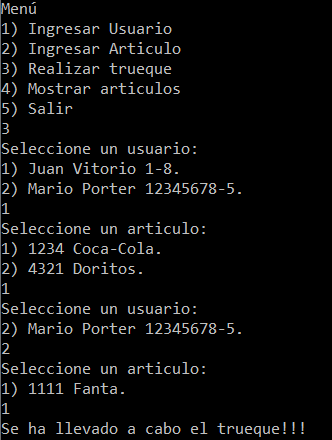 Menú
1) Ingresar Usuario
2) Ingresar Articulo
3) Realizar trueque
4) Mostrar articulos
5) Salir
3
Seleccione un usuario:
1) Juan Vitorio 1-8.
2) Mario Porter 12345678-5.
1
Seleccione un articulo:
1) 1234 Coca-Cola.
2) 4321 Doritos.
1
Seleccione un usuario:
2) Mario Porter 12345678-5.
2
Seleccione un articulo:
1) 1111 Fanta.
1
Se ha llevado a cabo el trueque!!!